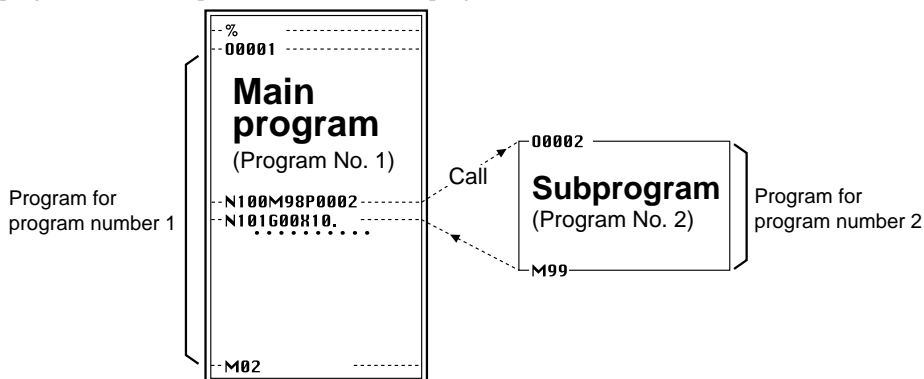 %
O0001
Main
program
(Program No. 1)
N100M98P0002
N101G00X10.
M02
Program for
program number 1
Call
O0002
Subprogram
(Program No. 2)
M99
Program for
program number 2